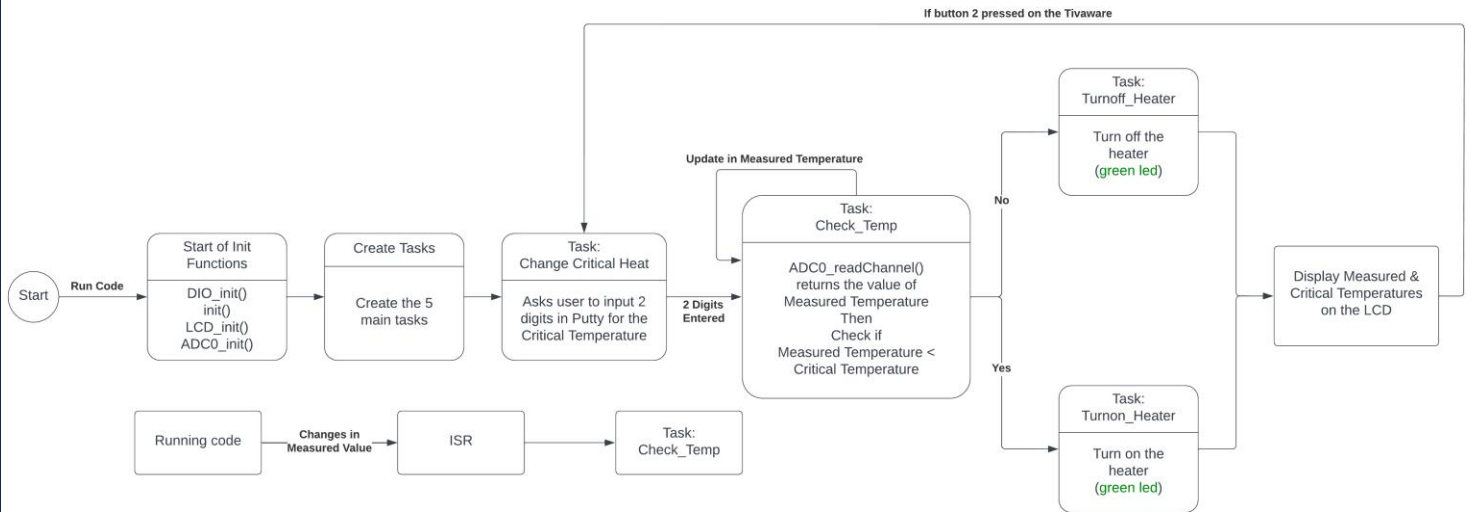 If button 2 pressed on the Tivaware
Start
Run Code
Start of Init
Functions
DIO_init()
init()
LCD_init()
ADC0_init()
Create Tasks
Create the 5
main tasks
Task:
Change Critical Heat
Asks user to input 2
digits in Putty for the
Critical Temperature
2 Digits
Entered
Update in Measured Temperature
Task:
Check_Temp
ADC0_readChannel()
returns the value of
Measured Temperature
Then
Check if
Measured Temperature <
Critical Temperature
No
Task:
Turnoff_Heater
Turn off the
heater
(green led)
Yes
Task:
Turnon_Heater
Turn on the
heater
(green led)
Display Measured &
Critical Temperatures
on the LCD
Running code
Changes in
Measured Value
ISR
Task:
Check_Temp